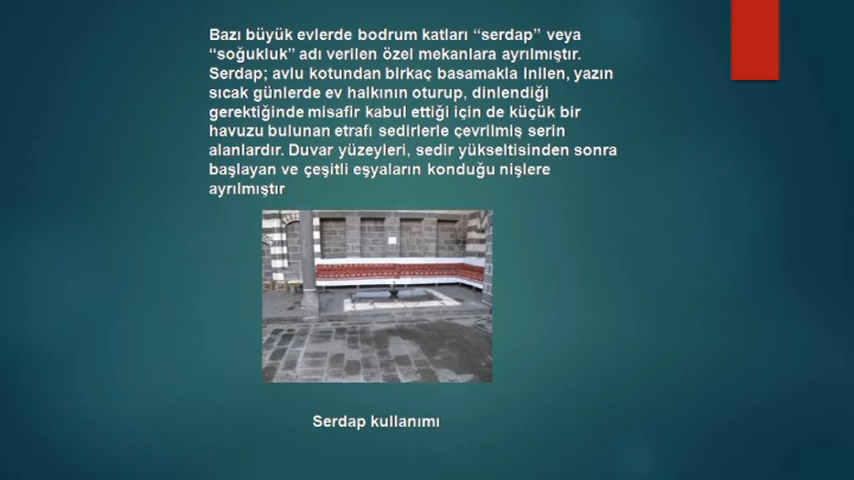 Bazı büyük evlerde bodrum katları “serdap” veya
“soğukluk” adı verilen özel mekanlara ayrılmıştır.
Serdap; avlu kotundan birkaç basamakla inilen, yazın
sıcak günlerde ev halkının oturup, dinlendiği
gerektiğinde misafir kabul ettiği için de küçük bir
havuzu bulunan etrafı sedirlerle çevrilmiş serin
alanlardır. Duvar yüzeyleri, sedir yükseltisinden sonra
başlayan ve çeşitli eşyaların konduğu nişlere
ayrılmıştır
Serdap kullanımı